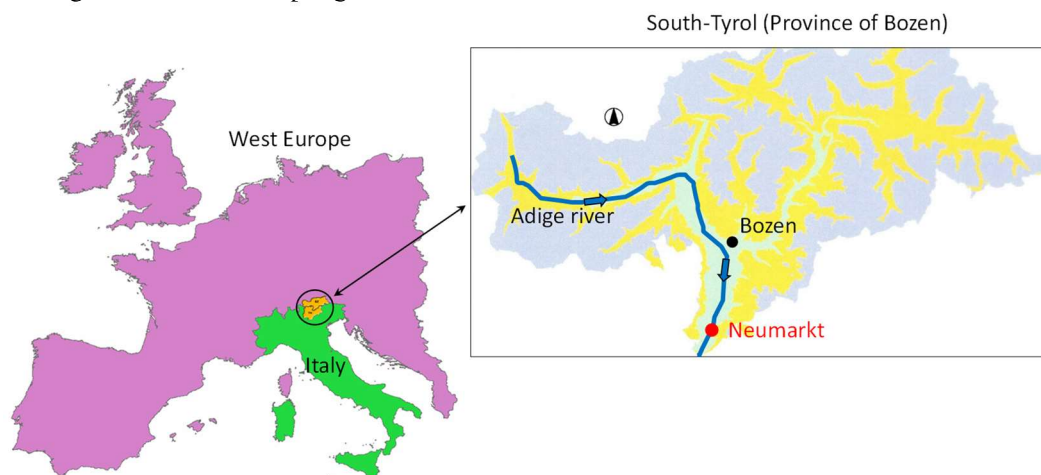 South-Tyrol (Province of Bozen)
West Europe
Adige river
Bozen
Neumarkt
Italy